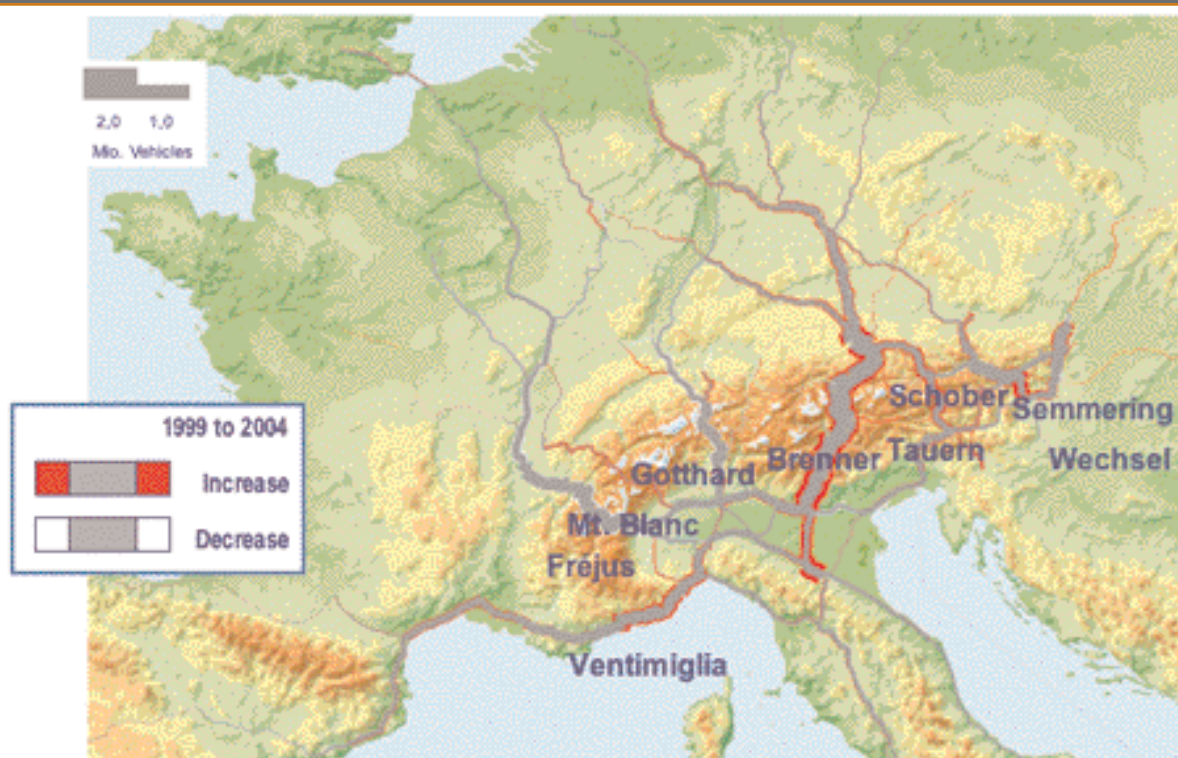 2,0 1,0
Mio. Vehicles
1999 to 2004
Increase
Decrease
Schober
Semmering
Gotthard
Brenner
Tauern
Wechsel
Mt. Blanc
Fréjus
Ventimiglia